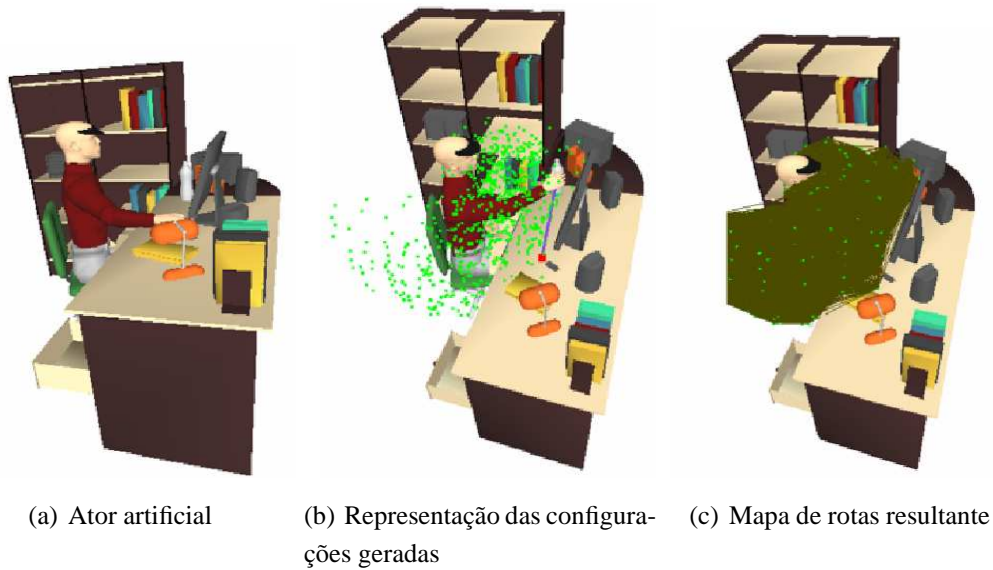 (a) Ator artificial
(b) Representação das configura-
ções geradas
(c) Mapa de rotas resultante